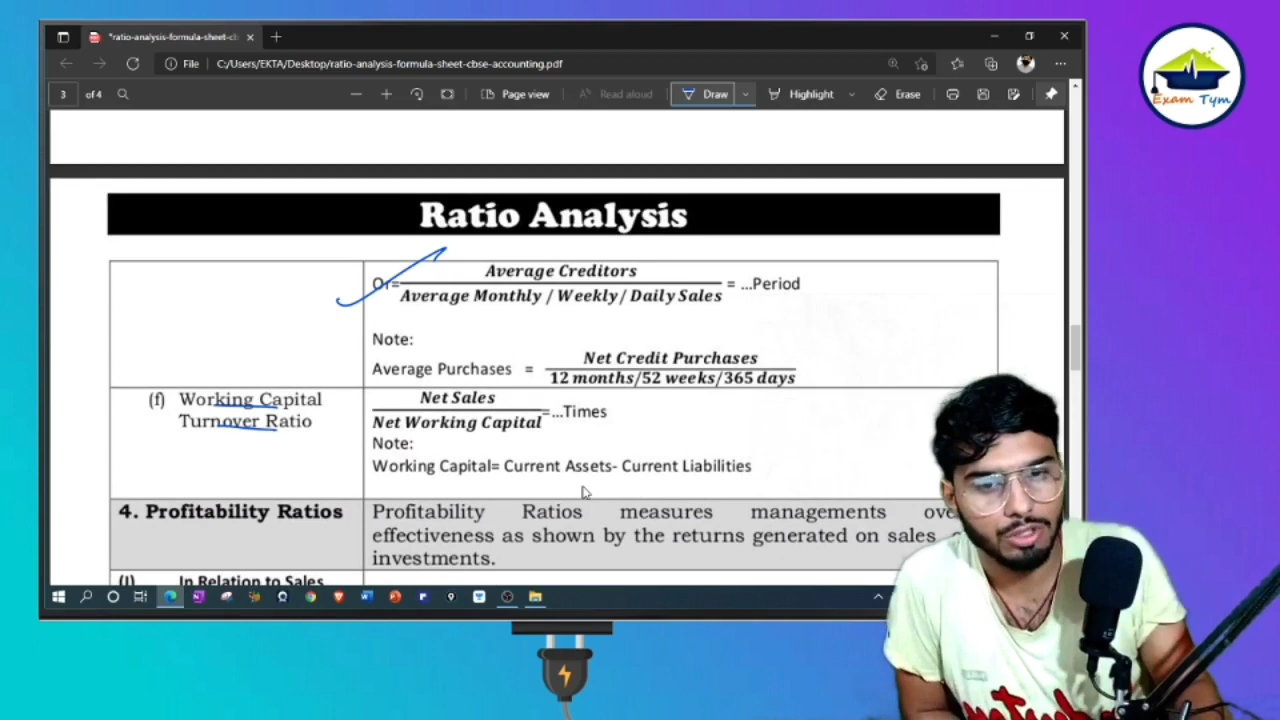 *ratio-analysis-formula-sheet-cb
File C:/Users/EKTA/Desktop/ratio-analysis-formula-sheet-cbse-accounting.pdf
3 of 4 Page view Read aloud Draw Highlight Erase
Exam Tym
Ratio Analysis
Or= Average Creditors / Average Monthly / Weekly / Daily Sales = ...Period
Note:
Average Purchases = Net Credit Purchases / 12 months/52 weeks/365 days
(f) Working Capital
Turnover Ratio
Net Sales / Net Working Capital =...Times
Note:
Working Capital= Current Assets- Current Liabilities
4. Profitability Ratios
Profitability Ratios measures managements
effectiveness as shown by the returns generated on sales
investments.
(I) In Relation to Sales